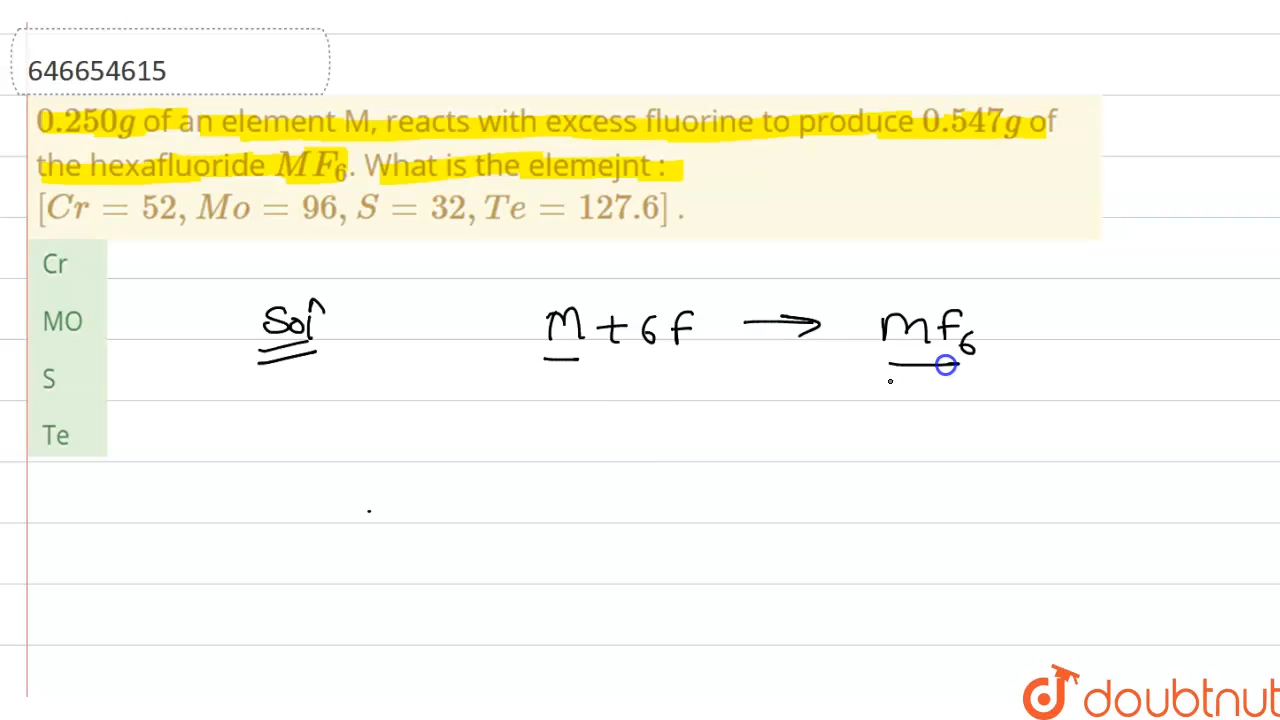 646654615
0.250g of an element M, reacts with excess fluorine to produce 0.547g of
the hexafluoride MF₆. What is the elemejnt :
[Cr = 52, Mo = 96, S = 32, Te = 127.6] .
Cr
MO
S
Te
Solⁿ M + 6F → MF₆
doubtnut